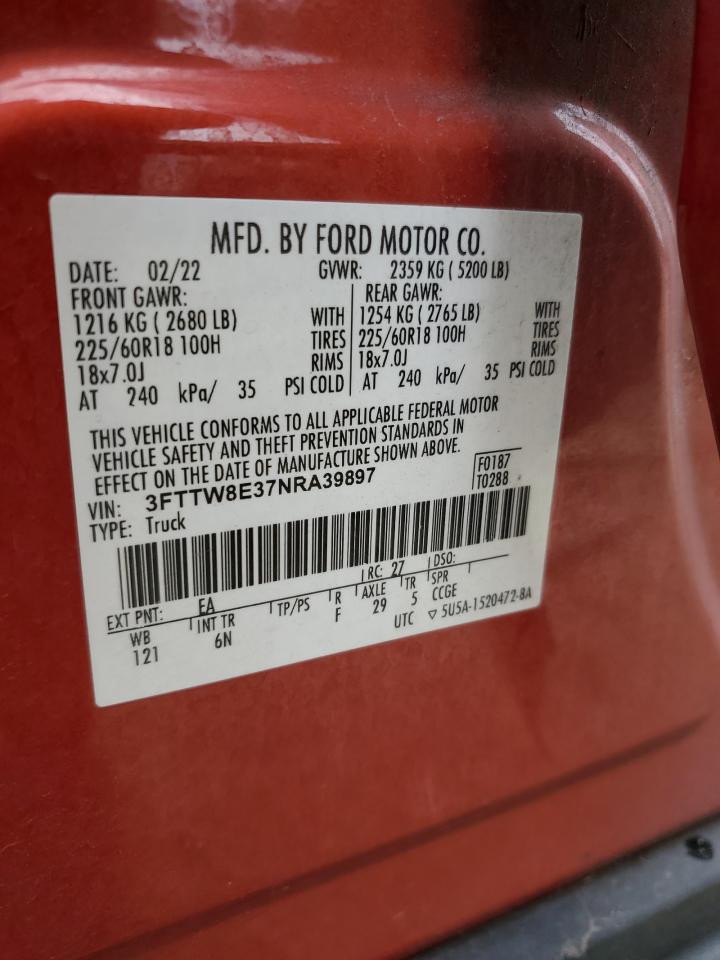 MFD. BY FORD MOTOR CO.
DATE: 02/22 GVWR: 2359 KG ( 5200 LB)
FRONT GAWR:
1216 KG ( 2680 LB) WITH
225/60R18 100H TIRES
18x7.0J RIMS
AT 240 kPa/ 35 PSI COLD
REAR GAWR:
1254 KG ( 2765 LB) WITH
225/60R18 100H TIRES
18x7.0J RIMS
AT 240 kPa/ 35 PSI COLD
THIS VEHICLE CONFORMS TO ALL APPLICABLE FEDERAL MOTOR
VEHICLE SAFETY AND THEFT PREVENTION STANDARDS IN
EFFECT ON THE DATE OF MANUFACTURE SHOWN ABOVE.
VIN: 3FTTW8E37NRA39897
TYPE: Truck
F0187
T0288
EXT PNT: EA RC: 27 DSO:
WB INT TR TP/PS R AXLE TR SPR
121 6N F 29 5 CCGE
UTC ▽ 5U5A-1520472-8A